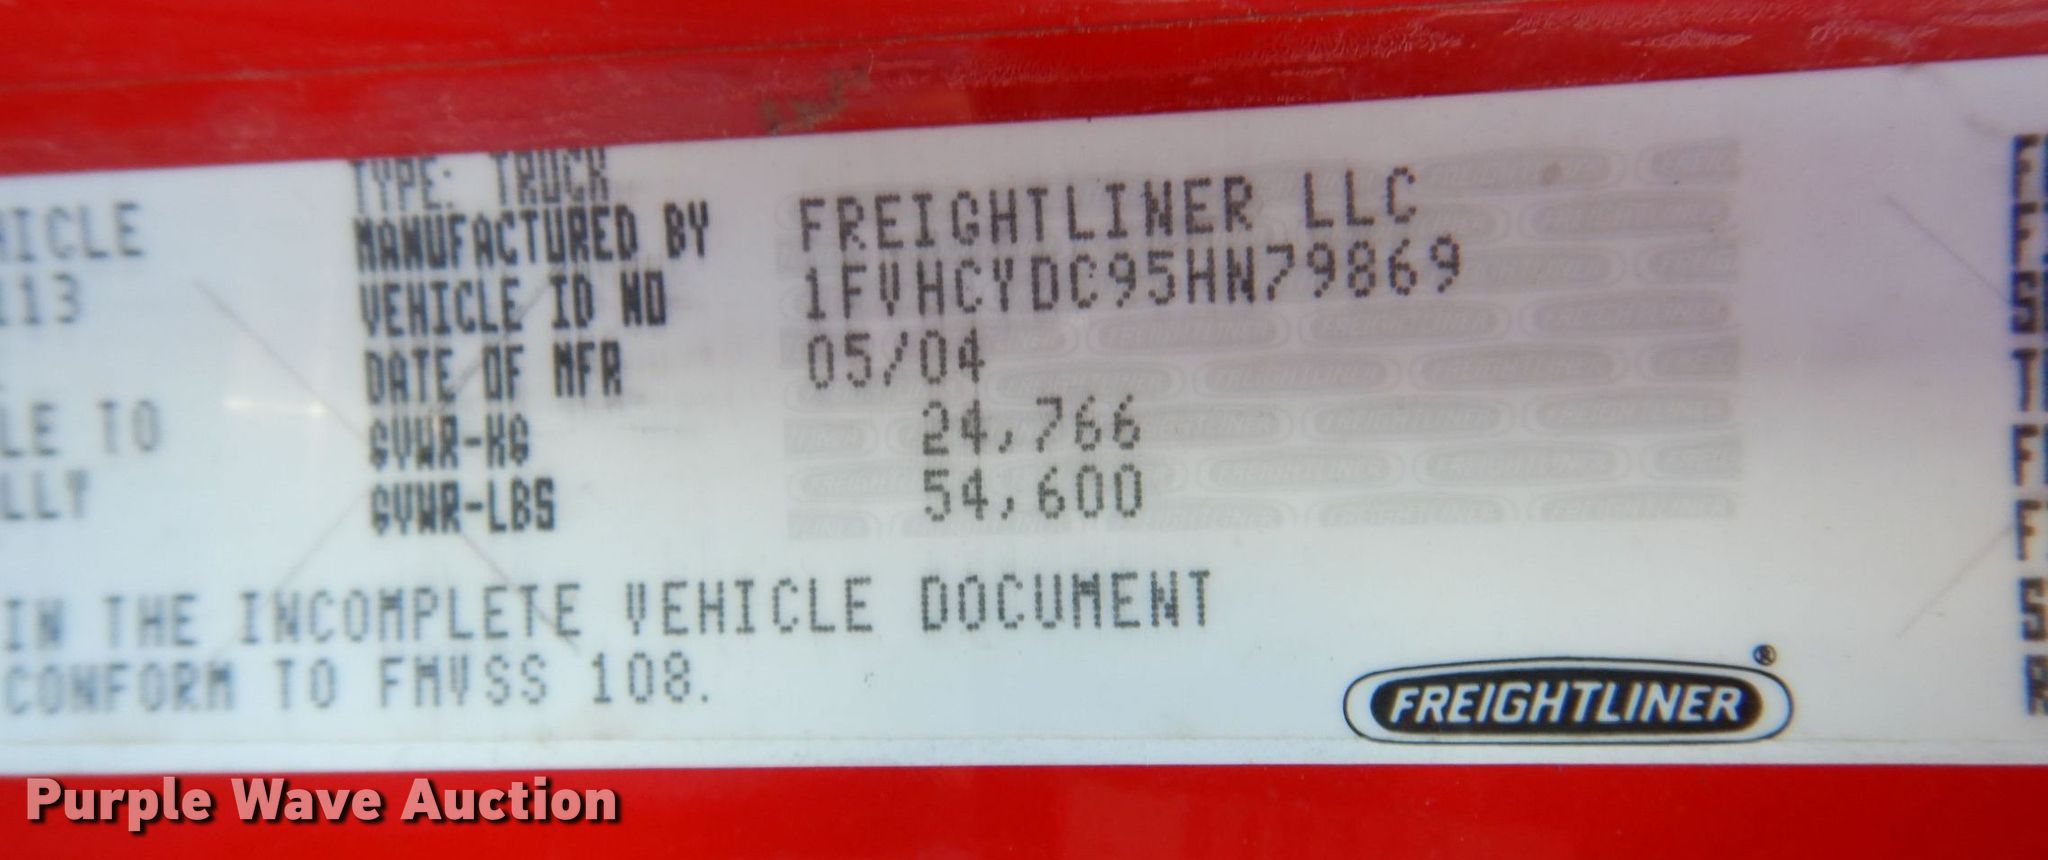 TYPE: TRUCK
HICLE MANUFACTURED BY FREIGHTLINER LLC
113 VEHICLE ID NO 1FVHCYDC95HN79869
DATE OF MFR 05/04
LE TO GVWR-KG 24,766
LLY GVWR-LBS 54,600
IN THE INCOMPLETE VEHICLE DOCUMENT
CONFORM TO FMVSS 108.
FREIGHTLINER®
Purple Wave Auction